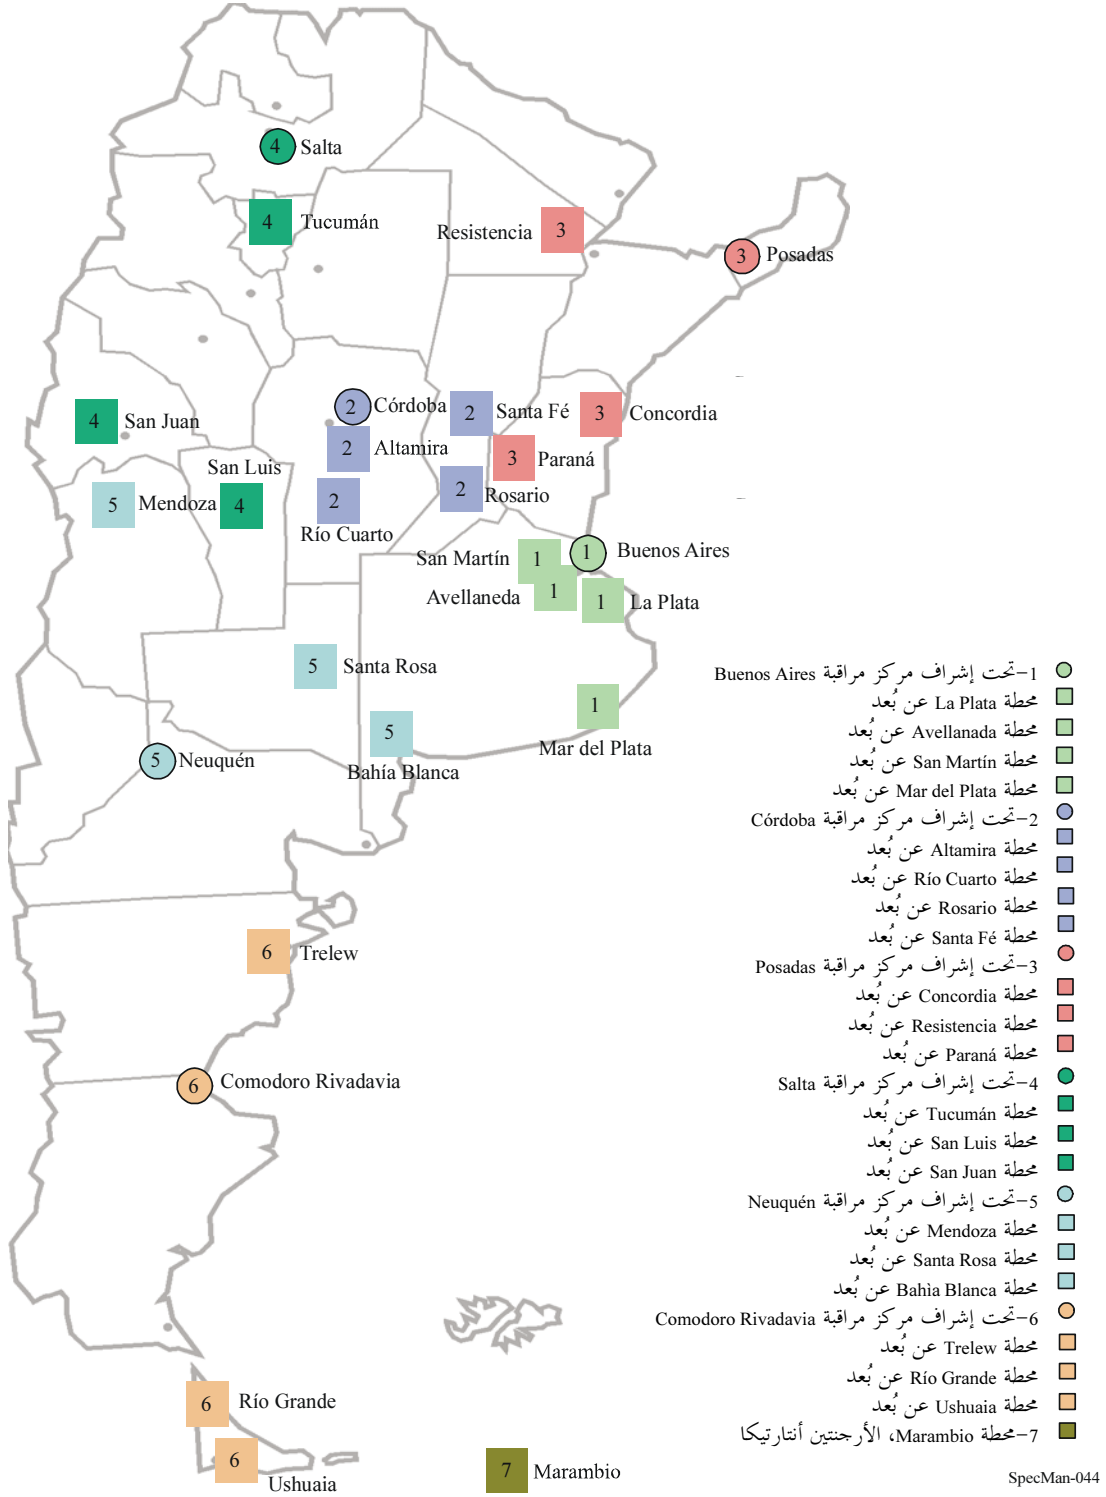 4 Salta
4 Tucumán
Resistencia 3
3 Posadas
4 San Juan
2 Córdoba
2 Santa Fé
3 Concordia
2 Altamira
3 Paraná
San Luis
5 Mendoza
4
2
Río Cuarto
2 Rosario
San Martín 1
1 Buenos Aires
Avellaneda 1
1 La Plata
5 Santa Rosa
1
Mar del Plata
5
Bahía Blanca
5 Neuquén
6 Trelew
6 Comodoro Rivadavia
6 Río Grande
6
Ushuaia
7 Marambio
1–تحت إشراف مركز مراقبة Buenos Aires
محطة La Plata عن بُعد
محطة Avellanada عن بُعد
محطة San Martín عن بُعد
محطة Mar del Plata عن بُعد
2–تحت إشراف مركز مراقبة Córdoba
محطة Altamira عن بُعد
محطة Río Cuarto عن بُعد
محطة Rosario عن بُعد
محطة Santa Fé عن بُعد
3–تحت إشراف مركز مراقبة Posadas
محطة Concordia عن بُعد
محطة Resistencia عن بُعد
محطة Paraná عن بُعد
4–تحت إشراف مركز مراقبة Salta
محطة Tucumán عن بُعد
محطة San Luis عن بُعد
محطة San Juan عن بُعد
5–تحت إشراف مركز مراقبة Neuquén
محطة Mendoza عن بُعد
محطة Santa Rosa عن بُعد
محطة Bahìa Blanca عن بُعد
6–تحت إشراف مركز مراقبة Comodoro Rivadavia
محطة Trelew عن بُعد
محطة Río Grande عن بُعد
محطة Ushuaia عن بُعد
7–محطة Marambio، الأرجنتين أنتارتيكا
SpecMan-044